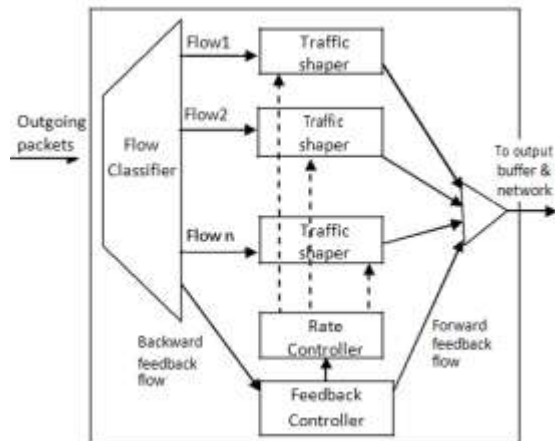 Flow1
Traffic
shaper
Outgoing
packets
Flow2
Traffic
shaper
Flow
Classifier
To output
buffer &
network
Flow n
Traffic
shaper
Backward
feedback
flow
Rate
Controller
Forward
feedback
flow
Feedback
Controller